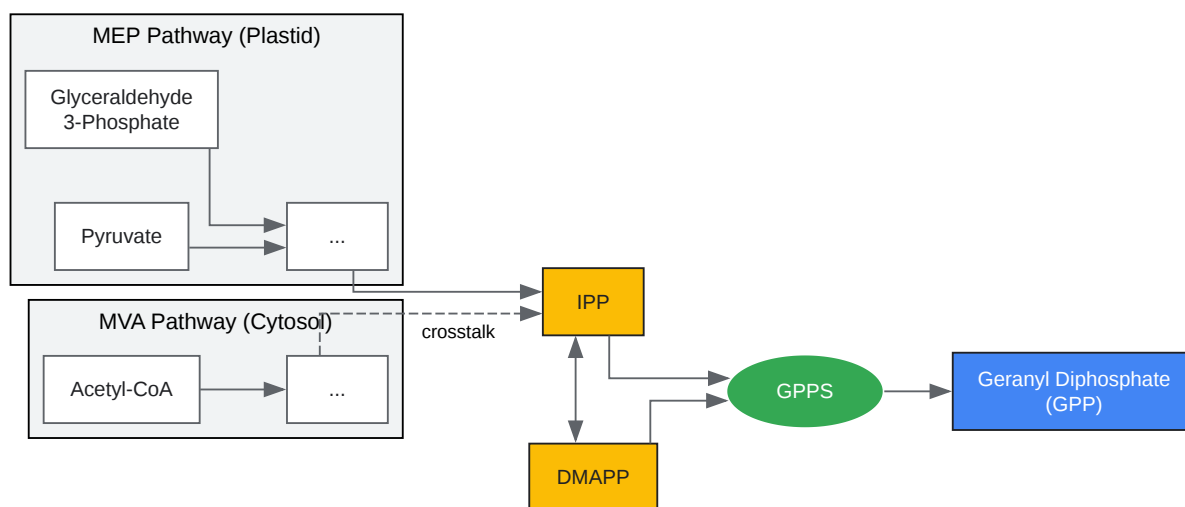 MEP Pathway (Plastid)
Glyceraldehyde
3-Phosphate
Pyruvate
...
MVA Pathway (Cytosol)
Acetyl-CoA
...
crosstalk
IPP
DMAPP
GPPS
Geranyl Diphosphate
(GPP)